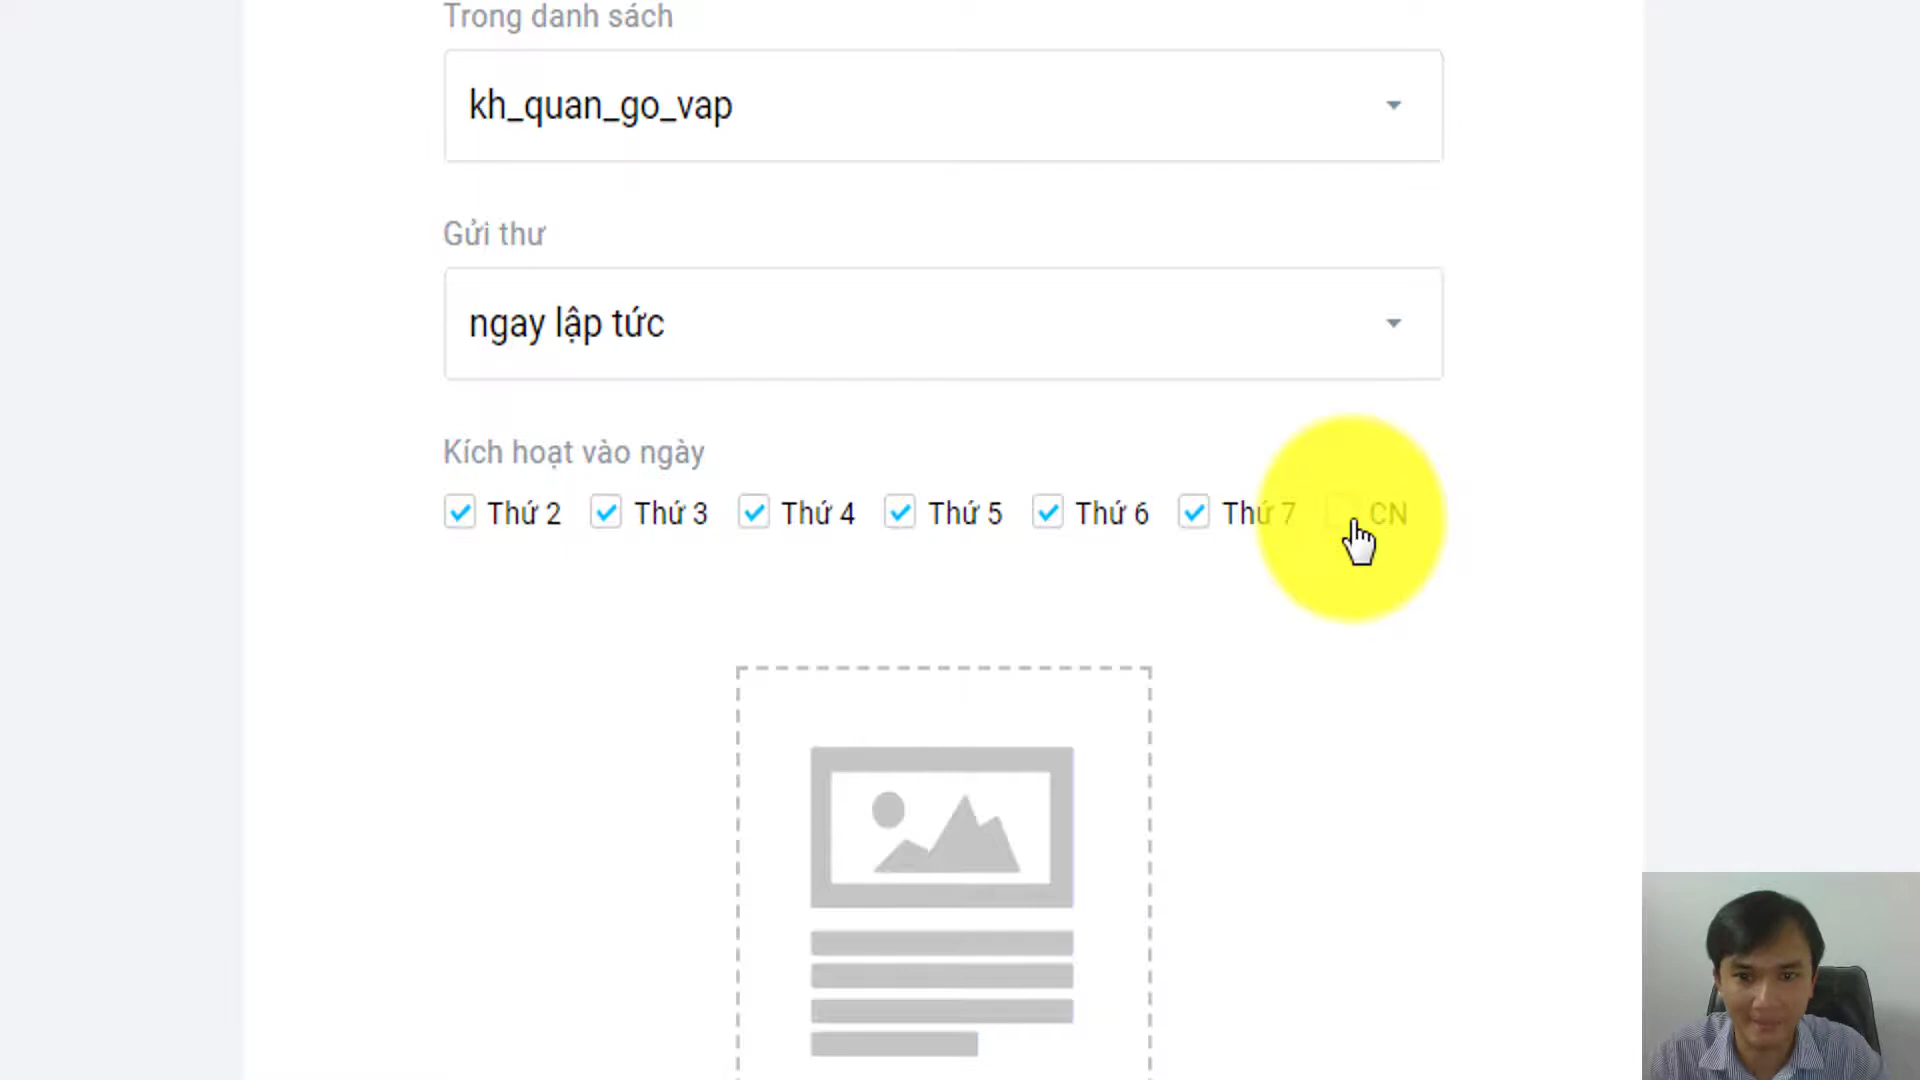 Trong danh sách
kh_quan_go_vap
Gửi thư
ngay lập tức
Kích hoạt vào ngày
Thứ 2 Thứ 3 Thứ 4 Thứ 5 Thứ 6 Thứ 7 CN